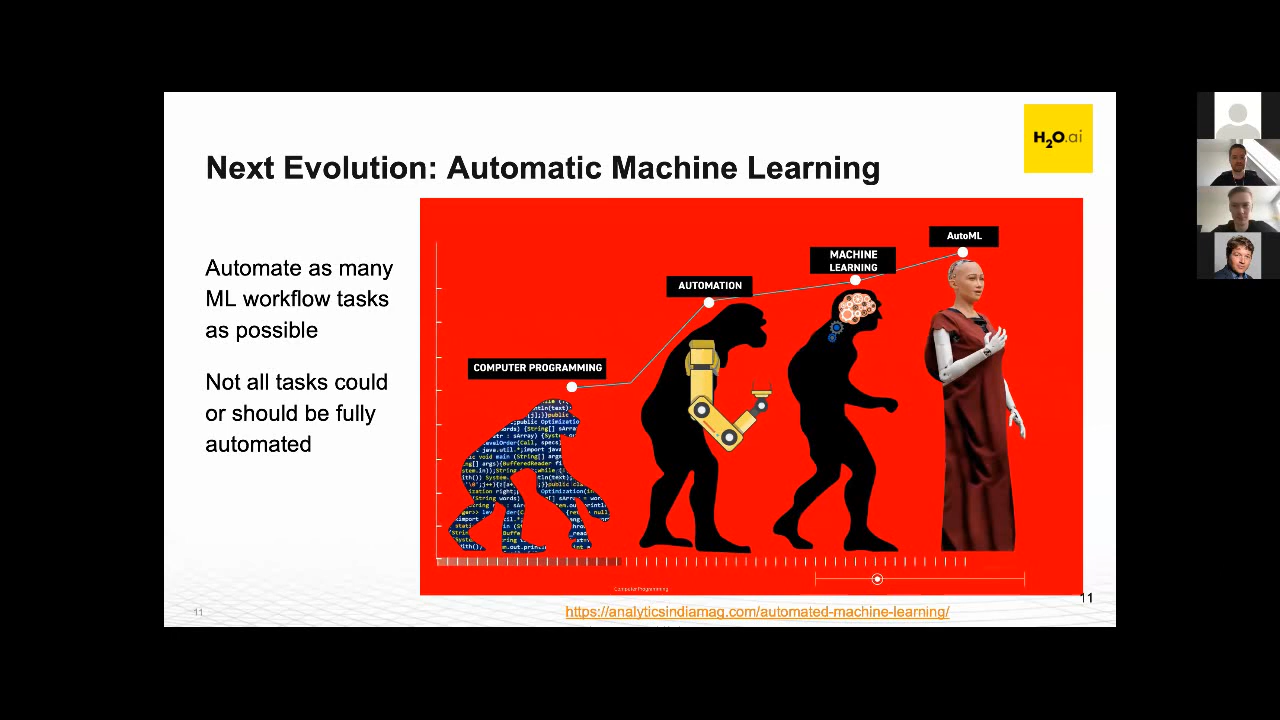 H2O.ai
Next Evolution: Automatic Machine Learning
Automate as many
ML workflow tasks
as possible
Not all tasks could
or should be fully
automated
COMPUTER PROGRAMMING
AUTOMATION
MACHINE
LEARNING
AutoML
ComputerProgramming
https://analyticsindiamag.com/automated-machine-learning/
11
11